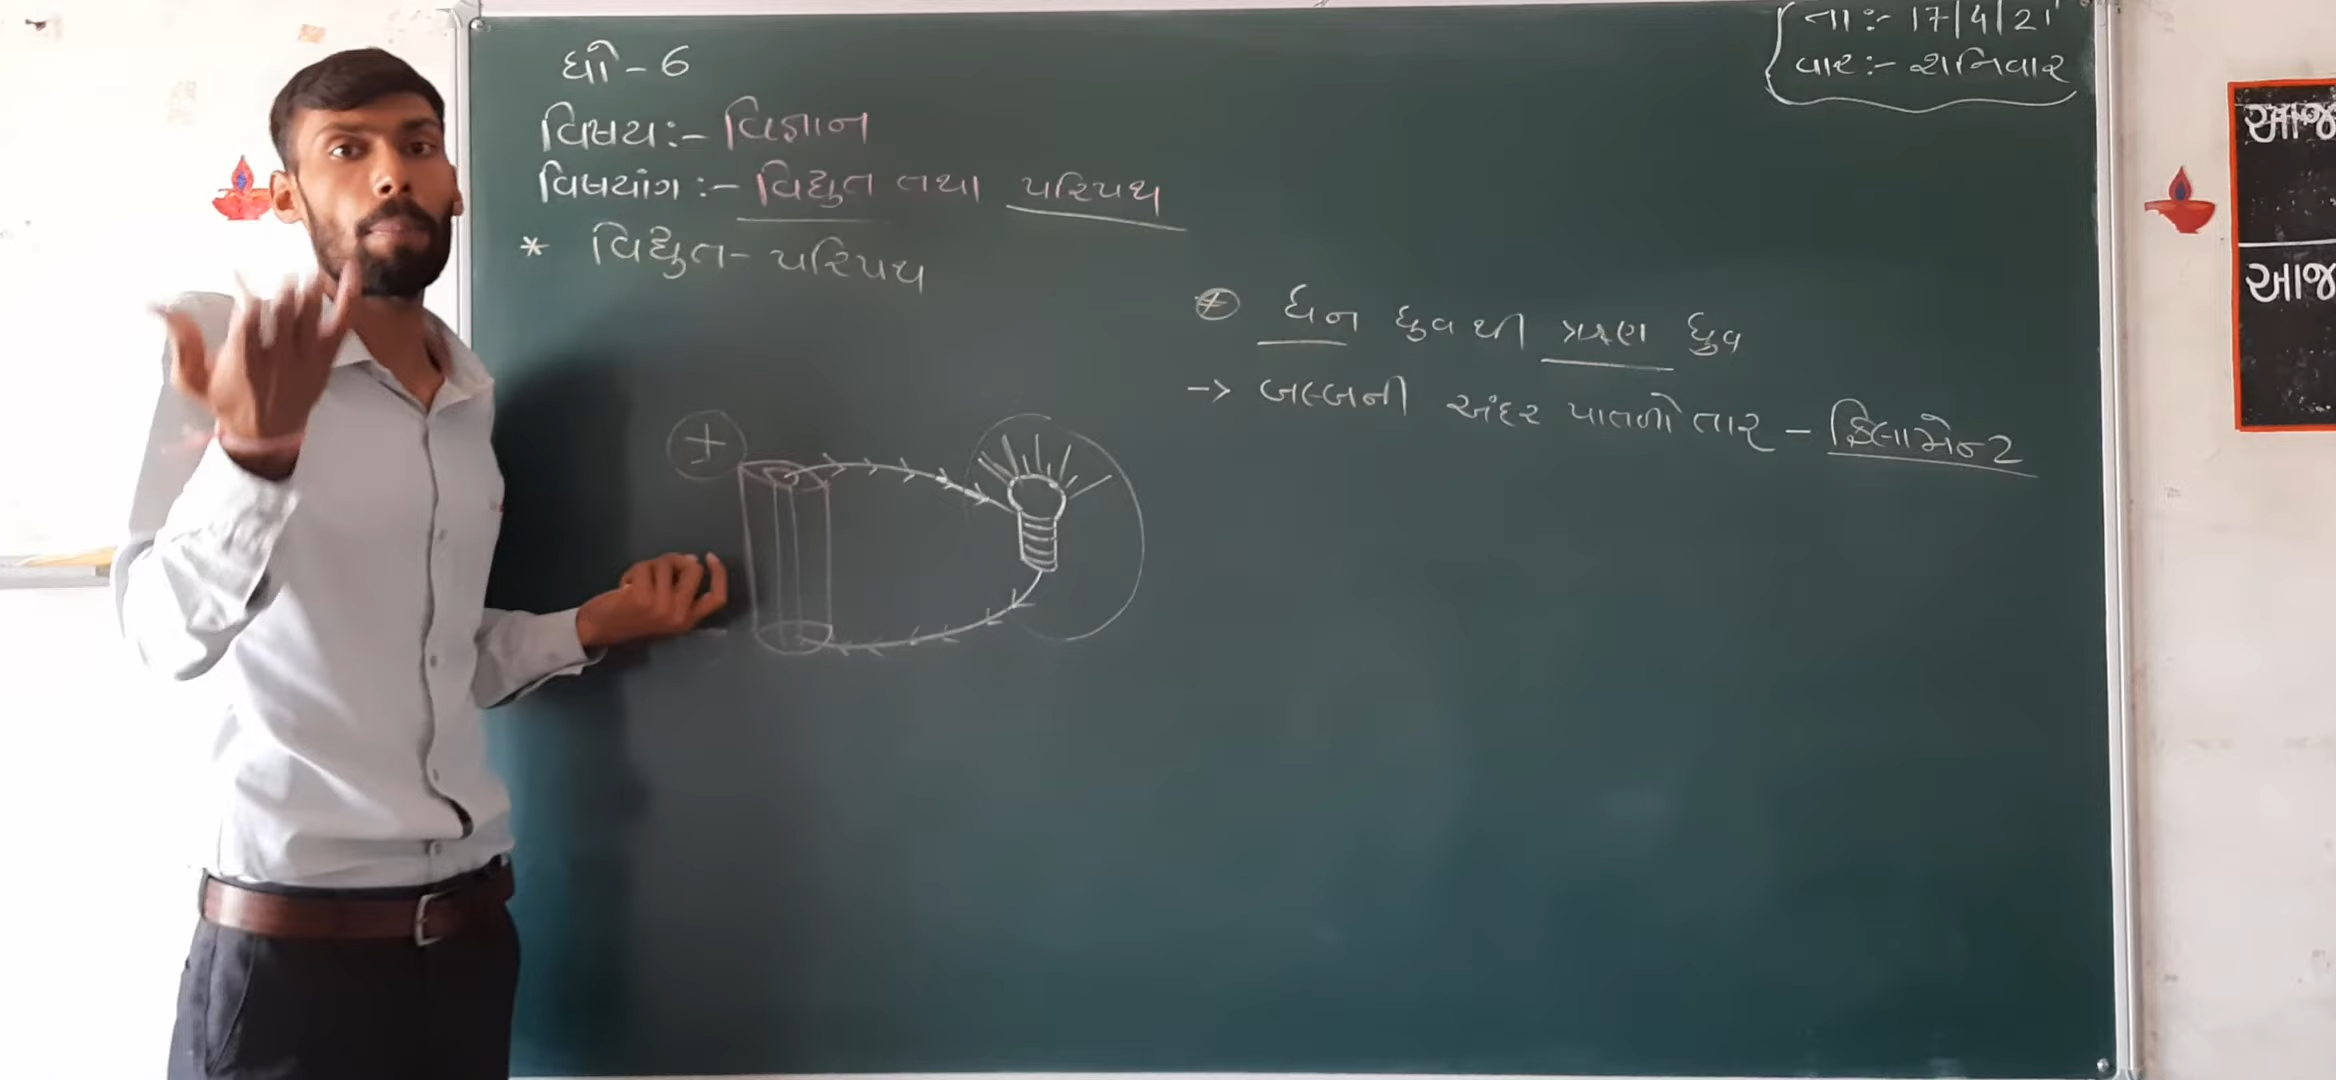 તા :- 17/4/21
વાર :- શનિવાર
ધો - 6
વિષય :- વિજ્ઞાન
વિષયાંગ :- વિદ્યુત તથા પરિપથ
* વિદ્યુત - પરિપથ
* ધન ધ્રુવ થી ઋણ ધ્રુવ
-> બલ્બની અંદર પાતળો તાર - ફિલામેન્ટ
+
-
આજ
આજ